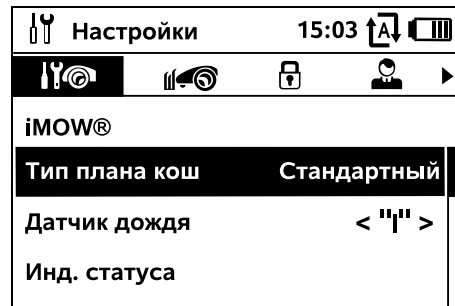 Настройки 15:03 A
iMOW®
Тип плана кош Стандартный
Датчик дождя < "|" >
Инд. статуса